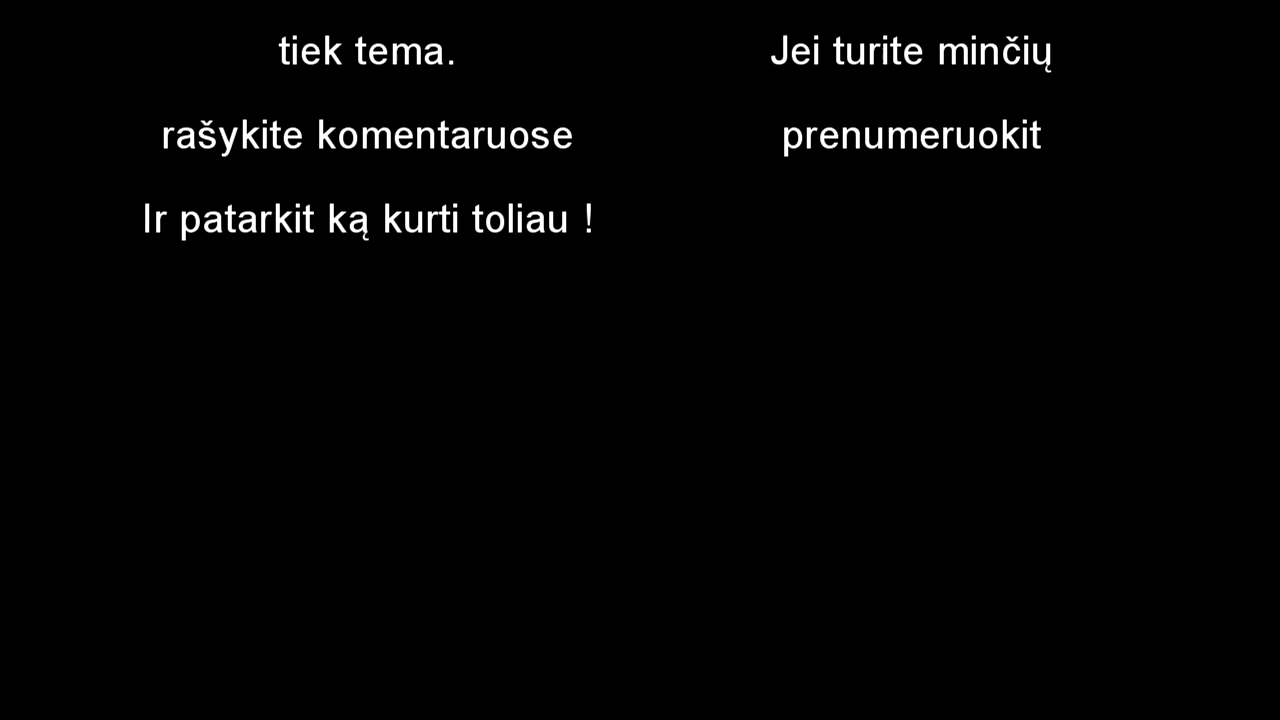 tiek tema. Jei turite minčių
rašykite komentaruose prenumeruokit
Ir patarkit ką kurti toliau !